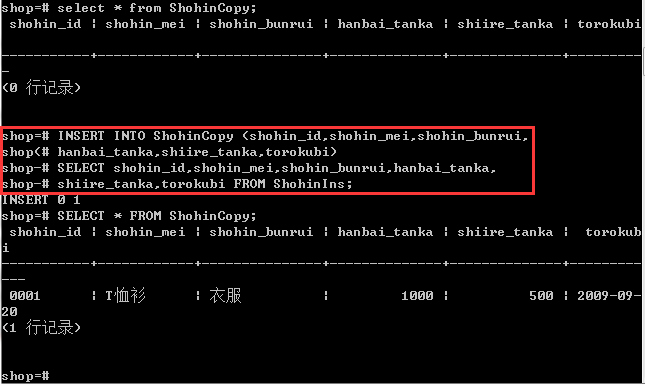 shop=# select * from ShohinCopy;
 shohin_id | shohin_mei | shohin_bunrui | hanbai_tanka | shiire_tanka | torokubi
-----------+------------+---------------+--------------+--------------+---------
-
(0 行记录)
shop=# INSERT INTO ShohinCopy (shohin_id,shohin_mei,shohin_bunrui,
shop(# hanbai_tanka,shiire_tanka,torokubi)
shop-# SELECT shohin_id,shohin_mei,shohin_bunrui,hanbai_tanka,
shop-# shiire_tanka,torokubi FROM ShohinIns;
INSERT 0 1
shop=# SELECT * FROM ShohinCopy;
 shohin_id | shohin_mei | shohin_bunrui | hanbai_tanka | shiire_tanka |  torokub
i
-----------+------------+---------------+--------------+--------------+---------
---
 0001      | T恤衫      | 衣服          |         1000 |          500 | 2009-09-
20
(1 行记录)
shop=#